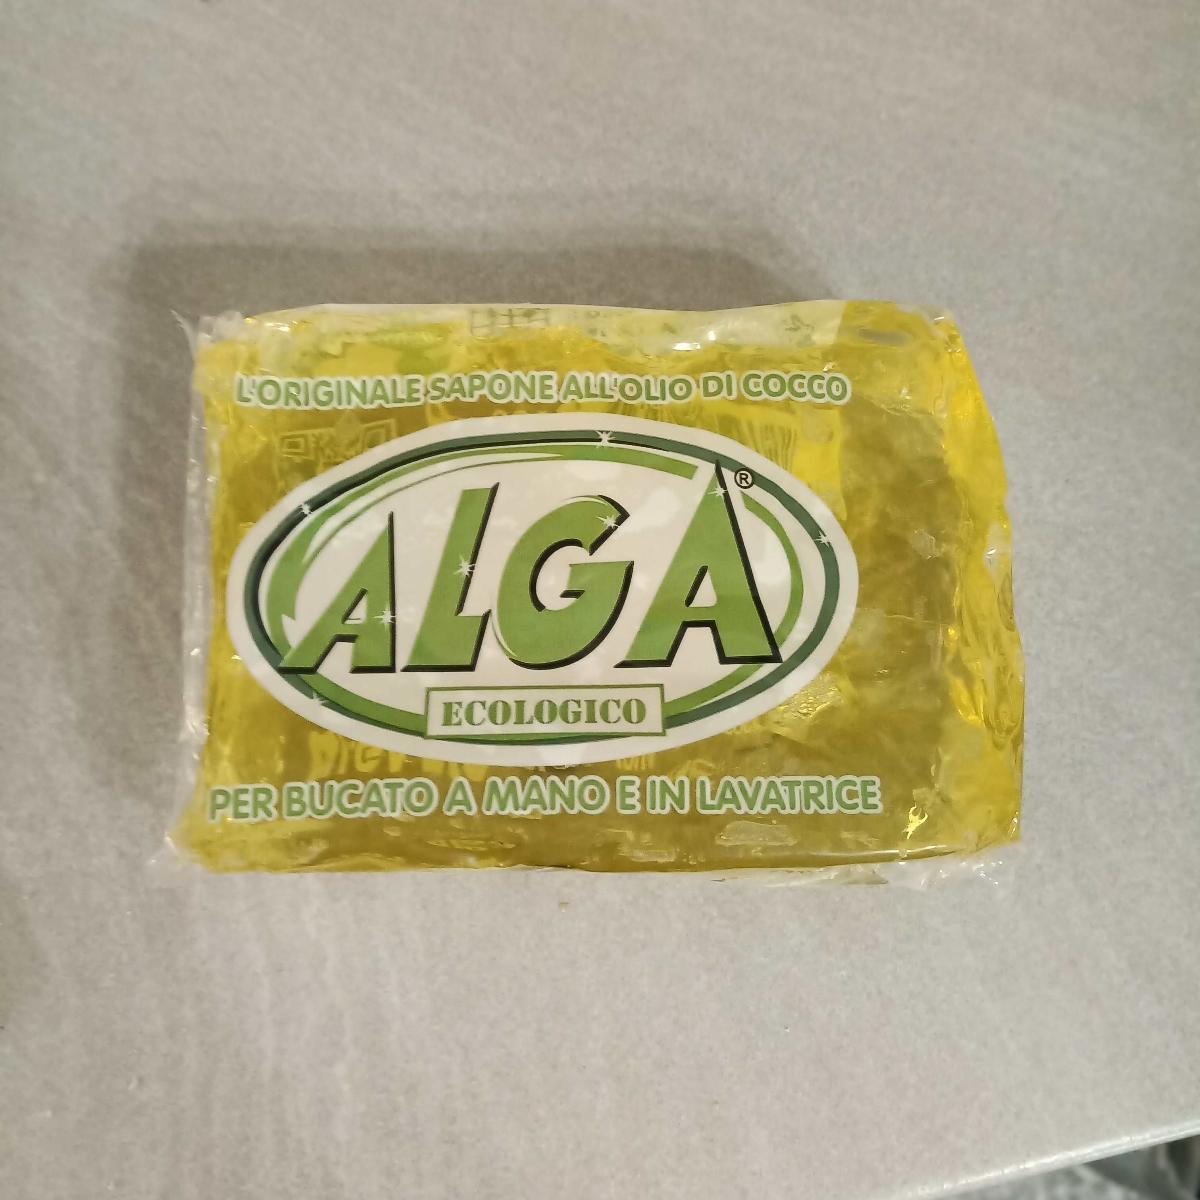 L'ORIGINALE SAPONE ALL'OLIO DI COCCO
ALGA®
ECOLOGICO
PER BUCATO A MANO E IN LAVATRICE